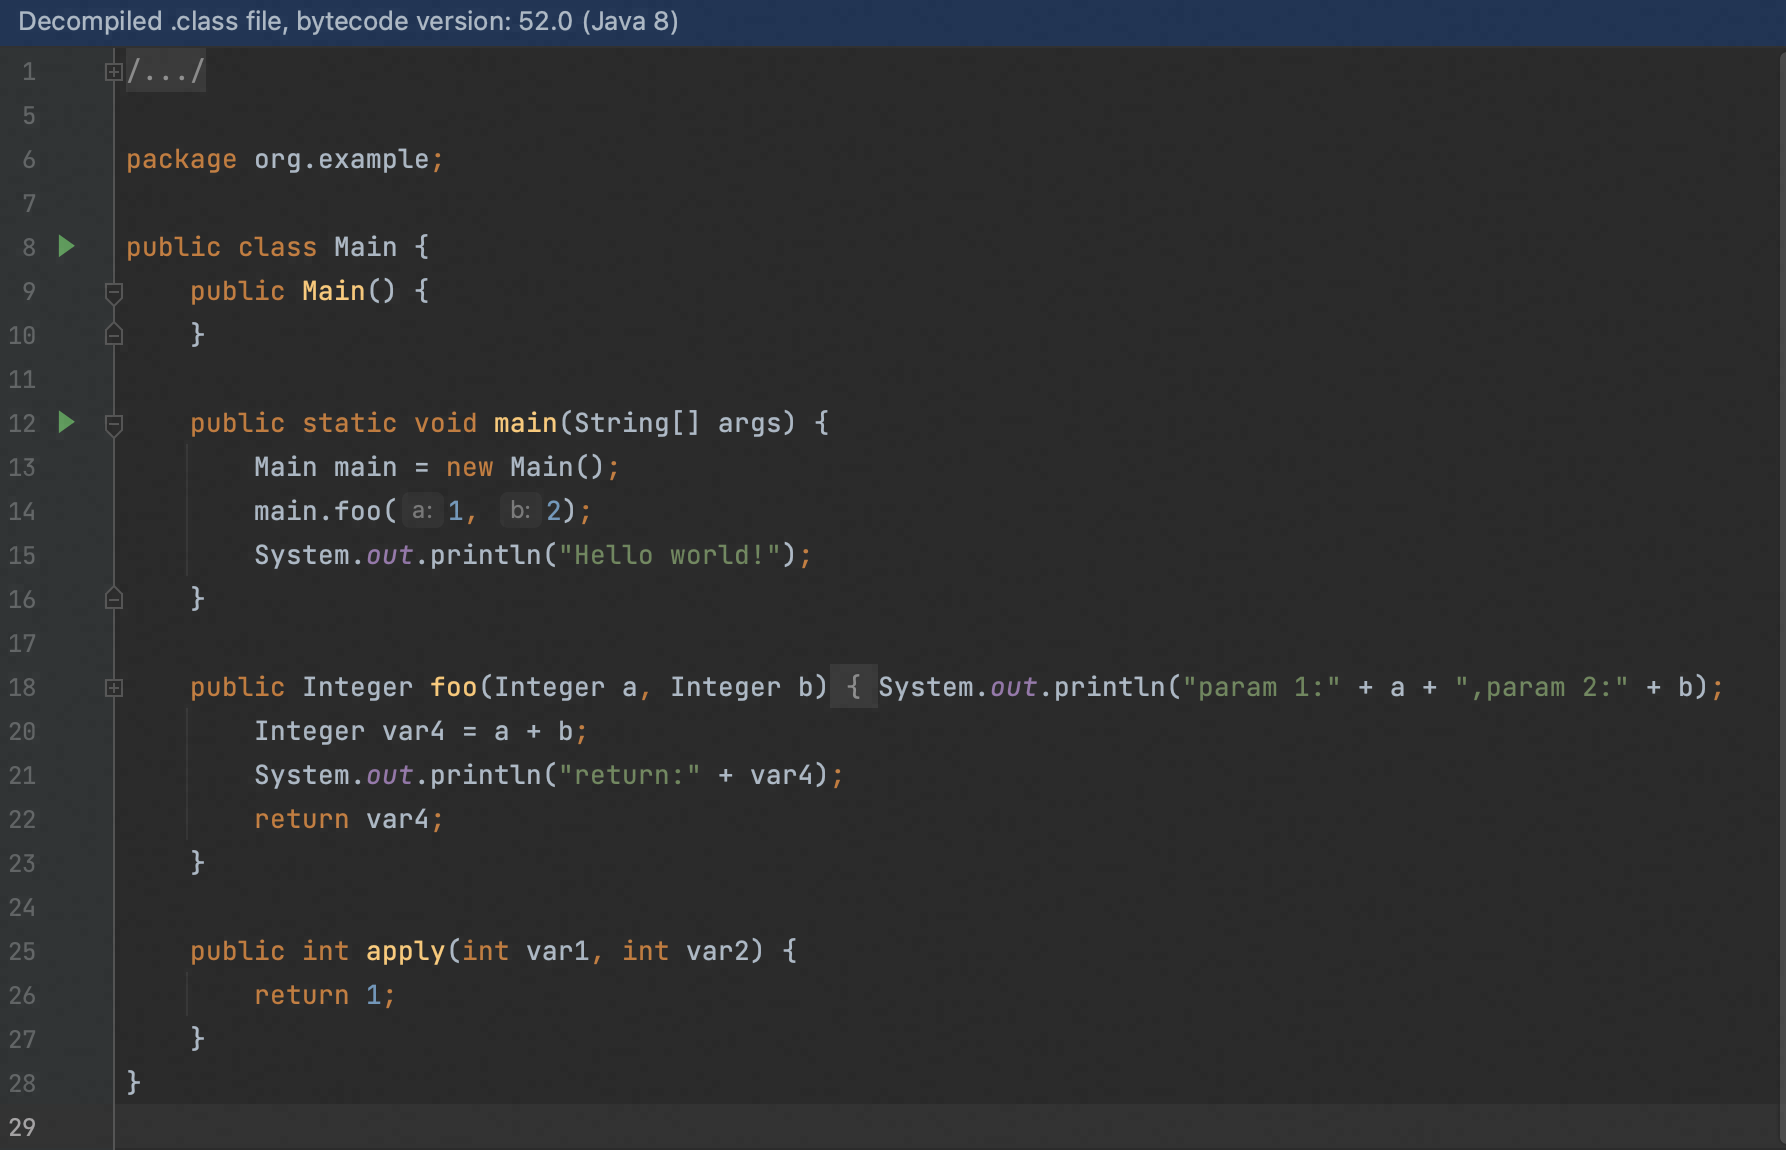 Decompiled .class file, bytecode version: 52.0 (Java 8)
1 /.../
5
6 package org.example;
7
8 public class Main {
9     public Main() {
10     }
11
12     public static void main(String[] args) {
13         Main main = new Main();
14         main.foo( a: 1,  b: 2);
15         System.out.println("Hello world!");
16     }
17
18     public Integer foo(Integer a, Integer b) { System.out.println("param 1:" + a + ",param 2:" + b);
20         Integer var4 = a + b;
21         System.out.println("return:" + var4);
22         return var4;
23     }
24
25     public int apply(int var1, int var2) {
26         return 1;
27     }
28 }
29